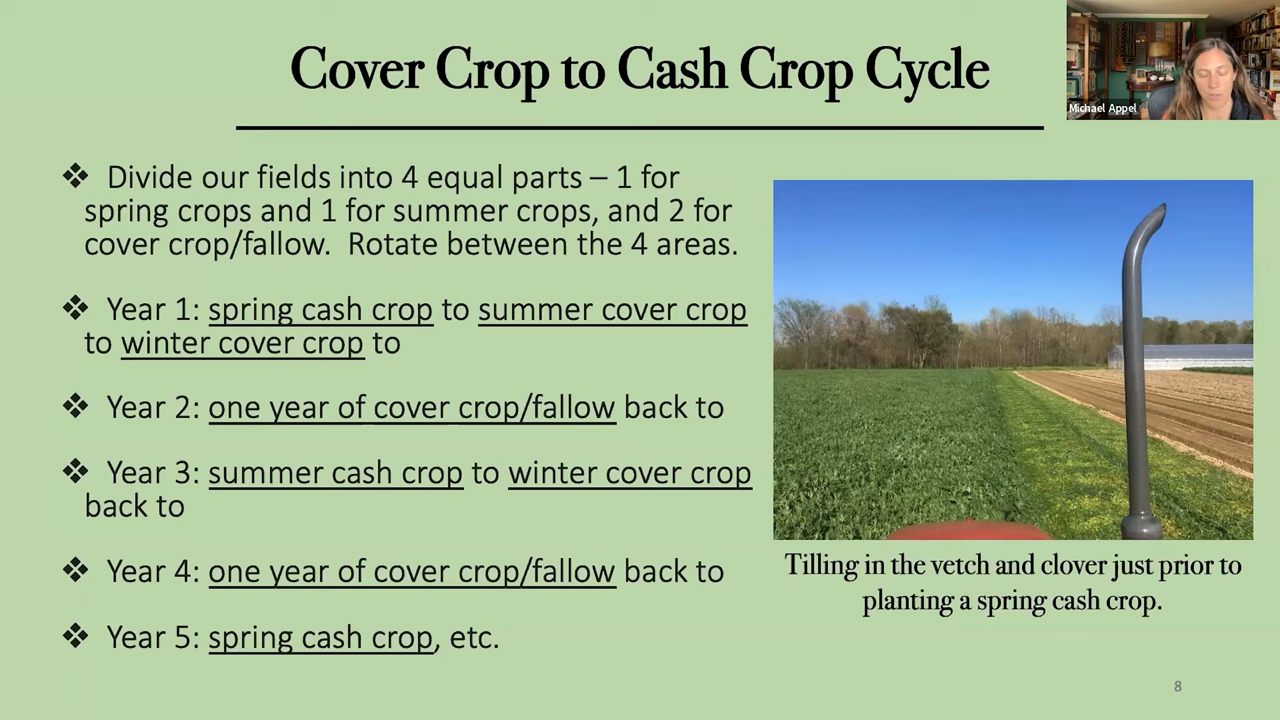 Cover Crop to Cash Crop Cycle
Michael Appel
❖ Divide our fields into 4 equal parts – 1 for
spring crops and 1 for summer crops, and 2 for
cover crop/fallow. Rotate between the 4 areas.
❖ Year 1: spring cash crop to summer cover crop
to winter cover crop to
❖ Year 2: one year of cover crop/fallow back to
❖ Year 3: summer cash crop to winter cover crop
back to
❖ Year 4: one year of cover crop/fallow back to
❖ Year 5: spring cash crop, etc.
Tilling in the vetch and clover just prior to
planting a spring cash crop.
8